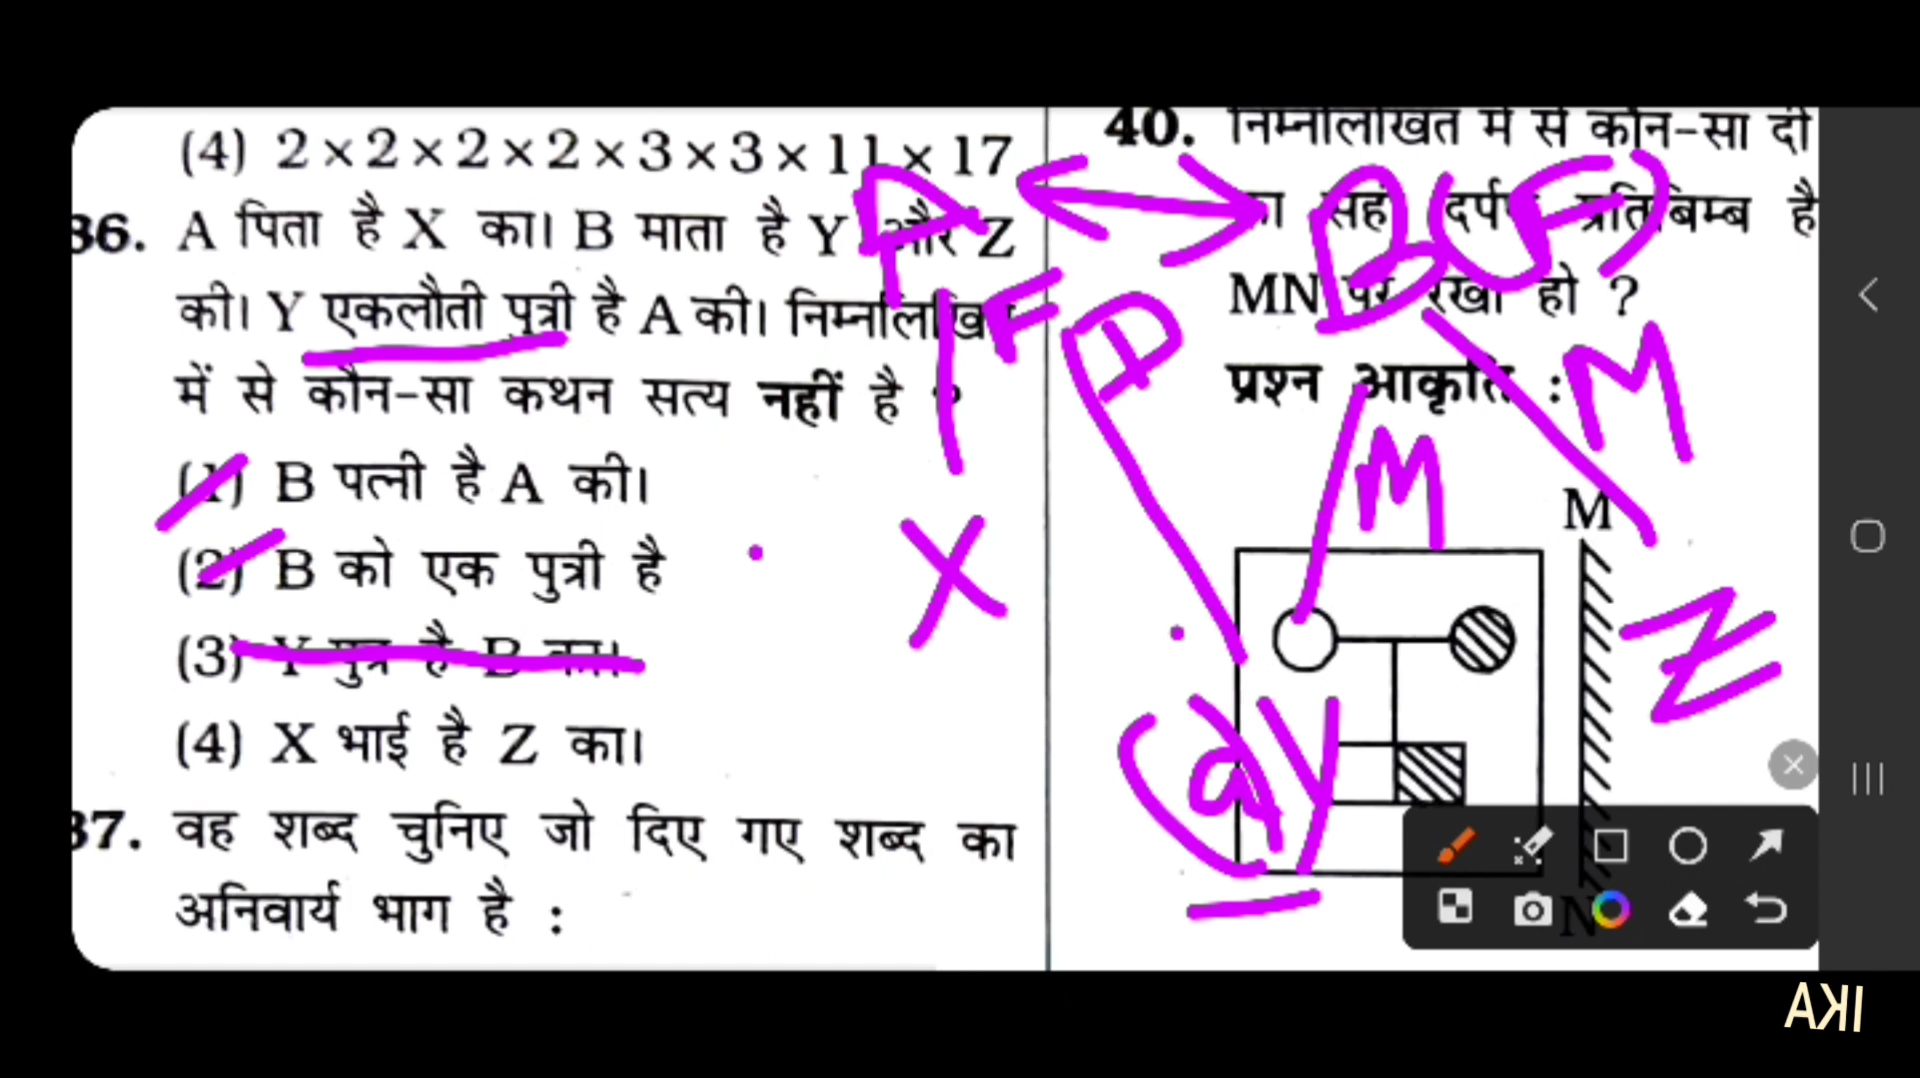 (4) 2×2×2×2×3×3×11×17
36. A पिता है X का। B माता है Y और Z
की। Y एकलौती पुत्री है A की। निम्नलिखित
में से कौन-सा कथन सत्य नहीं है ?
(1) B पत्नी है A की।
(2) B को एक पुत्री है
(3) Y पुत्र है B का।
(4) X भाई है Z का।
37. वह शब्द चुनिए जो दिए गए शब्द का
अनिवार्य भाग है :
40. निम्नलिखित में से कौन-सा दी
का सही दर्पण प्रतिबिम्ब है
MN पर रखा हो ?
प्रश्न आकृति :
M
N
A B(F)
F M
M
X Z
(d) Y
IKA